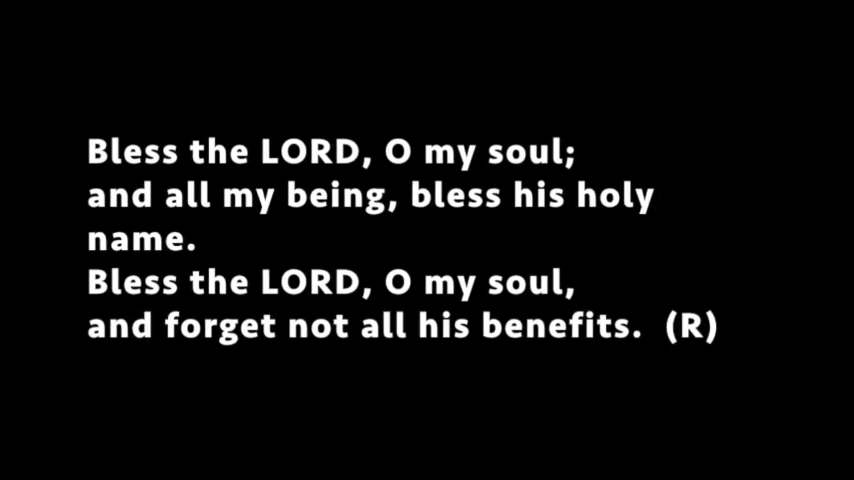 Bless the LORD, O my soul;
and all my being, bless his holy
name.
Bless the LORD, O my soul,
and forget not all his benefits. (R)